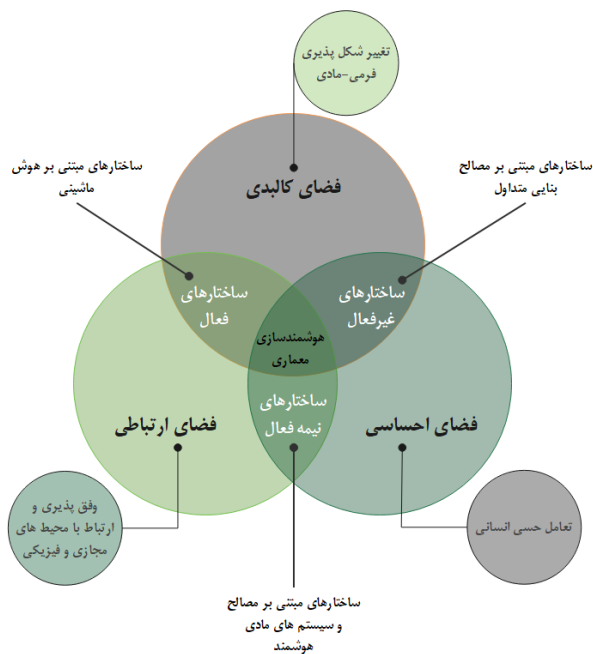 تغییر شکل پذیری
فرمی-مادی
ساختارهای مبتنی بر هوش
ماشینی
ساختارهای مبتنی بر مصالح
بنایی متداول
فضای کالبدی
ساختارهای
فعال
ساختارهای
غیرفعال
هوشمندسازی
معماری
ساختارهای
نیمه فعال
فضای ارتباطی
فضای احساسی
وفق پذیری و
ارتباط با محیط های
مجازی و فیزیکی
تعامل حسی انسانی
ساختارهای مبتنی بر مصالح
و سیستم های مادی
هوشمند